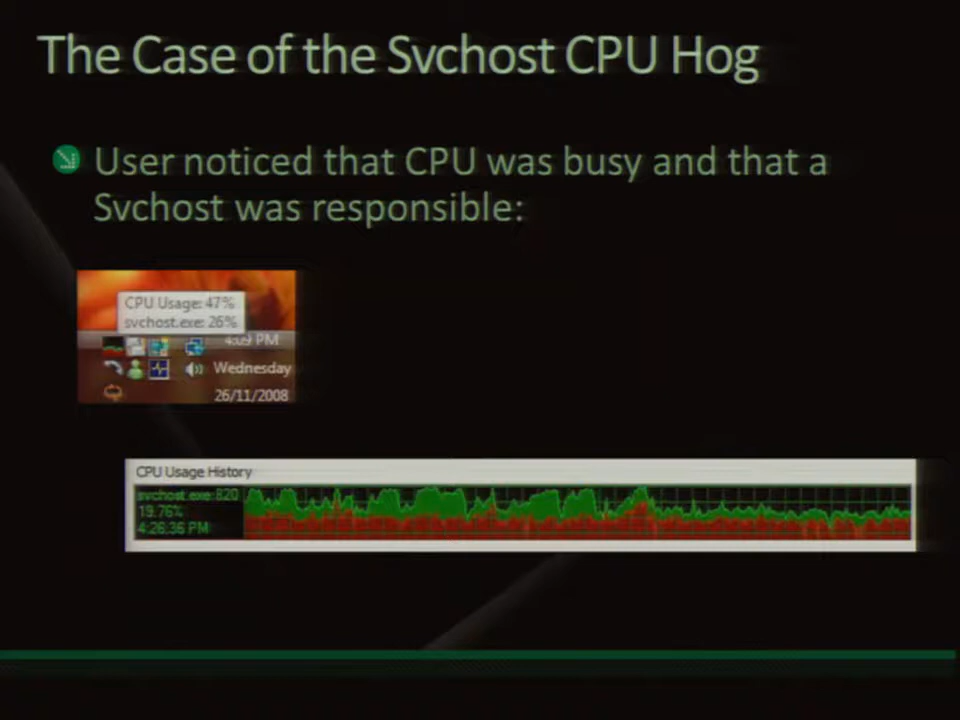 The Case of the Svchost CPU Hog
User noticed that CPU was busy and that a
Svchost was responsible:
CPU Usage: 47%
svchost.exe: 26%
4:09 PM
Wednesday
26/11/2008
CPU Usage History
svchost.exe:820
19.76%
4:26:36 PM